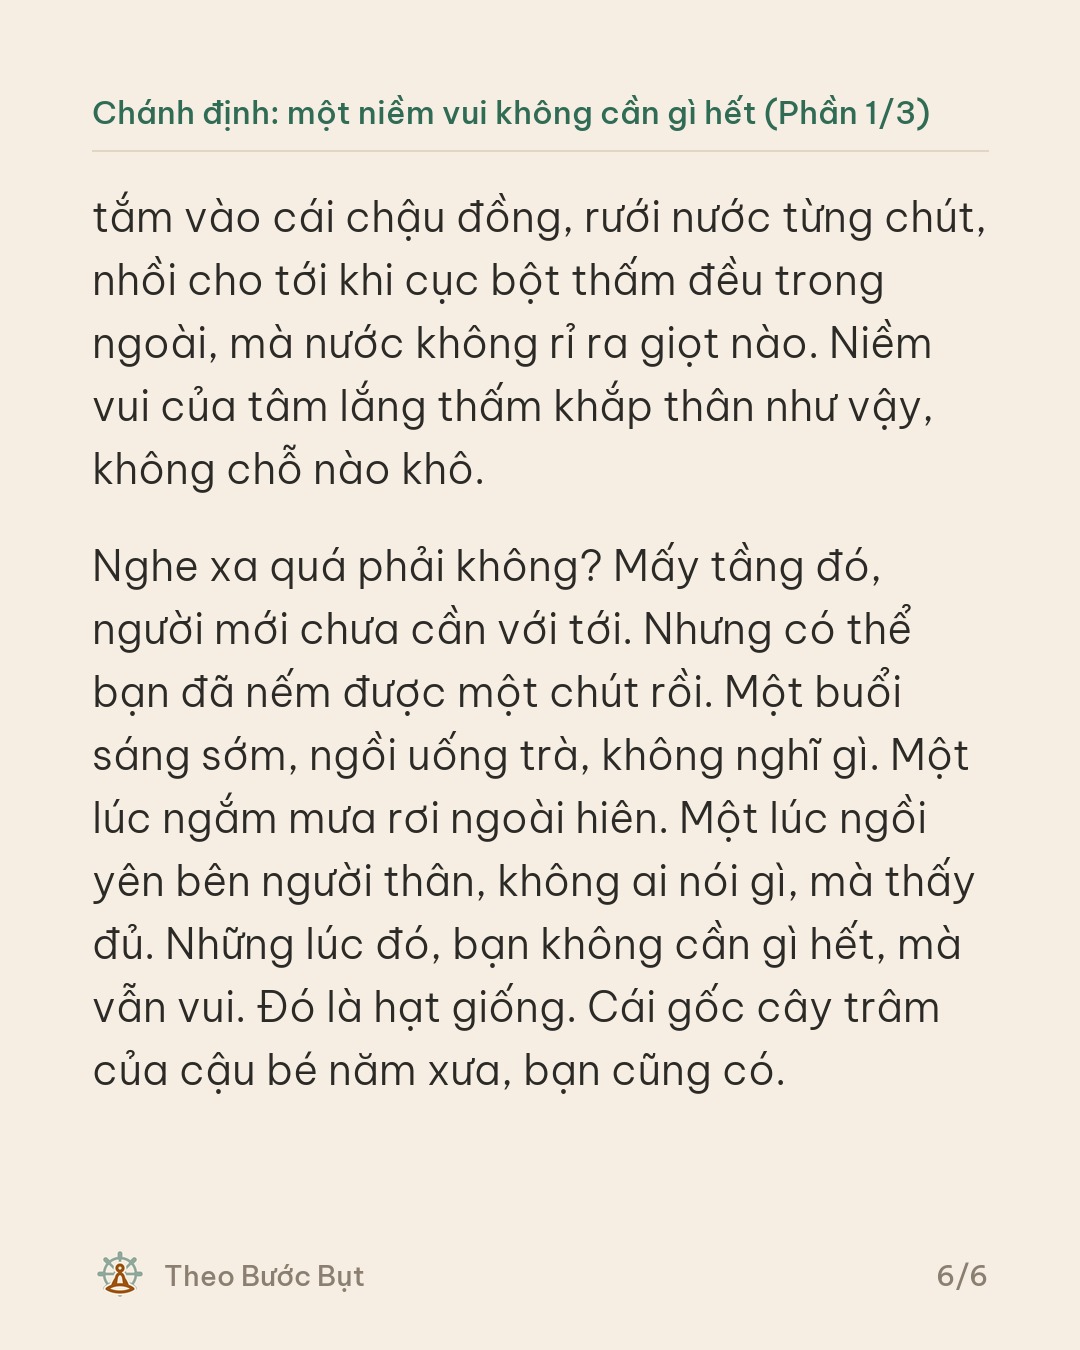 Chánh định: một niềm vui không cần gì hết (Phần 1/3)
tắm vào cái chậu đồng, rưới nước từng chút,
nhồi cho tới khi cục bột thấm đều trong
ngoài, mà nước không rỉ ra giọt nào. Niềm
vui của tâm lắng thấm khắp thân như vậy,
không chỗ nào khô.
Nghe xa quá phải không? Mấy tầng đó,
người mới chưa cần với tới. Nhưng có thể
bạn đã nếm được một chút rồi. Một buổi
sáng sớm, ngồi uống trà, không nghĩ gì. Một
lúc ngắm mưa rơi ngoài hiên. Một lúc ngồi
yên bên người thân, không ai nói gì, mà thấy
đủ. Những lúc đó, bạn không cần gì hết, mà
vẫn vui. Đó là hạt giống. Cái gốc cây trâm
của cậu bé năm xưa, bạn cũng có.
Theo Bước Bụt
6/6